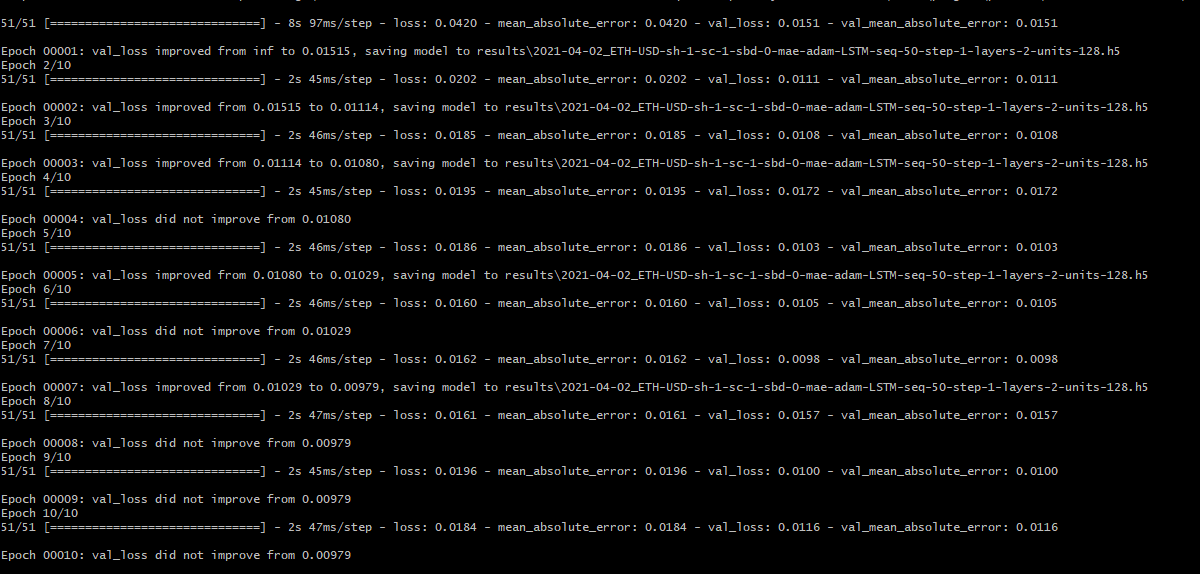 51/51 [==============================] - 8s 97ms/step - loss: 0.0420 - mean_absolute_error: 0.0420 - val_loss: 0.0151 - val_mean_absolute_error: 0.0151
Epoch 00001: val_loss improved from inf to 0.01515, saving model to results\2021-04-02_ETH-USD-sh-1-sc-1-sbd-0-mae-adam-LSTM-seq-50-step-1-layers-2-units-128.h5
Epoch 2/10
51/51 [==============================] - 2s 45ms/step - loss: 0.0202 - mean_absolute_error: 0.0202 - val_loss: 0.0111 - val_mean_absolute_error: 0.0111
Epoch 00002: val_loss improved from 0.01515 to 0.01114, saving model to results\2021-04-02_ETH-USD-sh-1-sc-1-sbd-0-mae-adam-LSTM-seq-50-step-1-layers-2-units-128.h5
Epoch 3/10
51/51 [==============================] - 2s 46ms/step - loss: 0.0185 - mean_absolute_error: 0.0185 - val_loss: 0.0108 - val_mean_absolute_error: 0.0108
Epoch 00003: val_loss improved from 0.01114 to 0.01080, saving model to results\2021-04-02_ETH-USD-sh-1-sc-1-sbd-0-mae-adam-LSTM-seq-50-step-1-layers-2-units-128.h5
Epoch 4/10
51/51 [==============================] - 2s 45ms/step - loss: 0.0195 - mean_absolute_error: 0.0195 - val_loss: 0.0172 - val_mean_absolute_error: 0.0172
Epoch 00004: val_loss did not improve from 0.01080
Epoch 5/10
51/51 [==============================] - 2s 46ms/step - loss: 0.0186 - mean_absolute_error: 0.0186 - val_loss: 0.0103 - val_mean_absolute_error: 0.0103
Epoch 00005: val_loss improved from 0.01080 to 0.01029, saving model to results\2021-04-02_ETH-USD-sh-1-sc-1-sbd-0-mae-adam-LSTM-seq-50-step-1-layers-2-units-128.h5
Epoch 6/10
51/51 [==============================] - 2s 46ms/step - loss: 0.0160 - mean_absolute_error: 0.0160 - val_loss: 0.0105 - val_mean_absolute_error: 0.0105
Epoch 00006: val_loss did not improve from 0.01029
Epoch 7/10
51/51 [==============================] - 2s 46ms/step - loss: 0.0162 - mean_absolute_error: 0.0162 - val_loss: 0.0098 - val_mean_absolute_error: 0.0098
Epoch 00007: val_loss improved from 0.01029 to 0.00979, saving model to results\2021-04-02_ETH-USD-sh-1-sc-1-sbd-0-mae-adam-LSTM-seq-50-step-1-layers-2-units-128.h5
Epoch 8/10
51/51 [==============================] - 2s 47ms/step - loss: 0.0161 - mean_absolute_error: 0.0161 - val_loss: 0.0157 - val_mean_absolute_error: 0.0157
Epoch 00008: val_loss did not improve from 0.00979
Epoch 9/10
51/51 [==============================] - 2s 45ms/step - loss: 0.0196 - mean_absolute_error: 0.0196 - val_loss: 0.0100 - val_mean_absolute_error: 0.0100
Epoch 00009: val_loss did not improve from 0.00979
Epoch 10/10
51/51 [==============================] - 2s 47ms/step - loss: 0.0184 - mean_absolute_error: 0.0184 - val_loss: 0.0116 - val_mean_absolute_error: 0.0116
Epoch 00010: val_loss did not improve from 0.00979